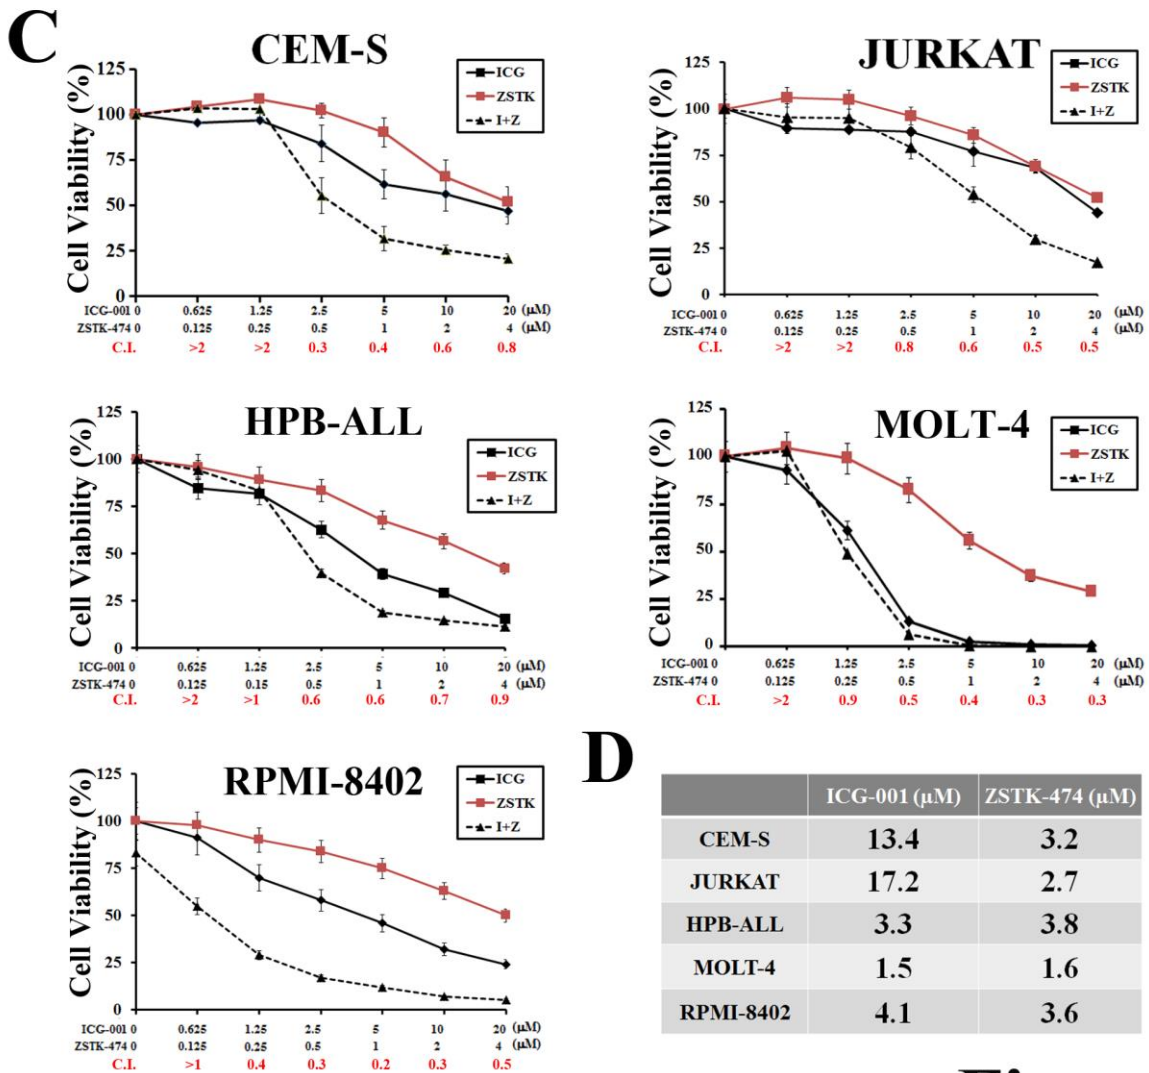 C
CEM-S
Cell Viability (%)
125
100
75
50
25
0
ICG
ZSTK
I+Z
ICG-001 0 0.625 1.25 2.5 5 10 20 (μM)
ZSTK-474 0 0.125 0.25 0.5 1 2 4 (μM)
C.I. >2 >2 0.3 0.4 0.6 0.8
JURKAT
Cell Viability (%)
125
100
75
50
25
0
ICG
ZSTK
I+Z
ICG-001 0 0.625 1.25 2.5 5 10 20 (μM)
ZSTK-474 0 0.125 0.25 0.5 1 2 4 (μM)
C.I. >2 >2 0.8 0.6 0.5 0.5
HPB-ALL
Cell Viability (%)
125
100
75
50
25
0
ICG
ZSTK
I+Z
ICG-001 0 0.625 1.25 2.5 5 10 20 (μM)
ZSTK-474 0 0.125 0.15 0.5 1 2 4 (μM)
C.I. >2 >1 0.6 0.6 0.7 0.9
MOLT-4
Cell Viability (%)
125
100
75
50
25
0
ICG
ZSTK
I+Z
ICG-001 0 0.625 1.25 2.5 5 10 20 (μM)
ZSTK-474 0 0.125 0.25 0.5 1 2 4 (μM)
C.I. >2 0.9 0.5 0.4 0.3 0.3
RPMI-8402
Cell Viability (%)
125
100
75
50
25
0
ICG
ZSTK
I+Z
ICG-001 0 0.625 1.25 2.5 5 10 20 (μM)
ZSTK-474 0 0.125 0.25 0.5 1 2 4 (μM)
C.I. >1 0.4 0.3 0.2 0.3 0.5
D
ICG-001 (μM) ZSTK-474 (μM)
CEM-S 13.4 3.2
JURKAT 17.2 2.7
HPB-ALL 3.3 3.8
MOLT-4 1.5 1.6
RPMI-8402 4.1 3.6